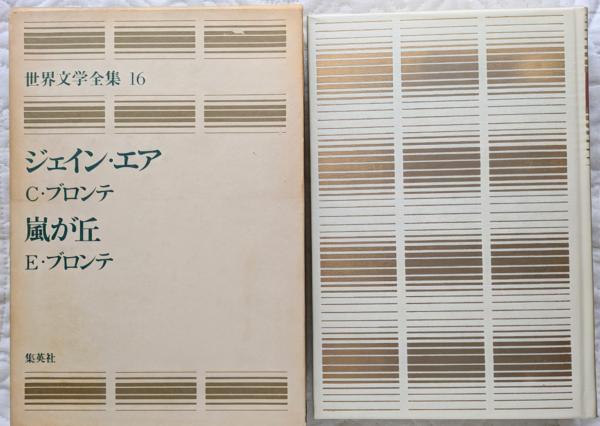 世界文学全集 16
ジェイン・エア
C・ブロンテ
嵐が丘
E・ブロンテ
集英社